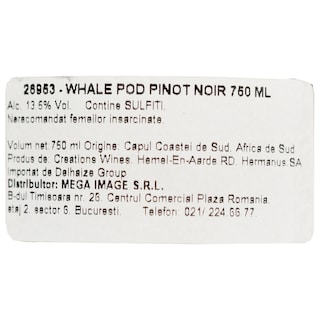 26953 - WHALE POD PINOT NOIR 750 ML
Alc. 13.5% Vol. Contine SULFITI.
Nerecomandat femeilor insarcinate.
Volum net:750 ml Origine: Capul Coastei de Sud, Africa de Sud
Produs de: Creations Wines, Hemel-En-Aarde RD, Hermanus SA
Importat de Delhaize Group
Distribuitor: MEGA IMAGE S.R.L.
B-dul Timisoara nr. 26, Centrul Comercial Plaza Romania,
etaj 2, sector 6, Bucuresti. Telefon: 021/ 224 66 77